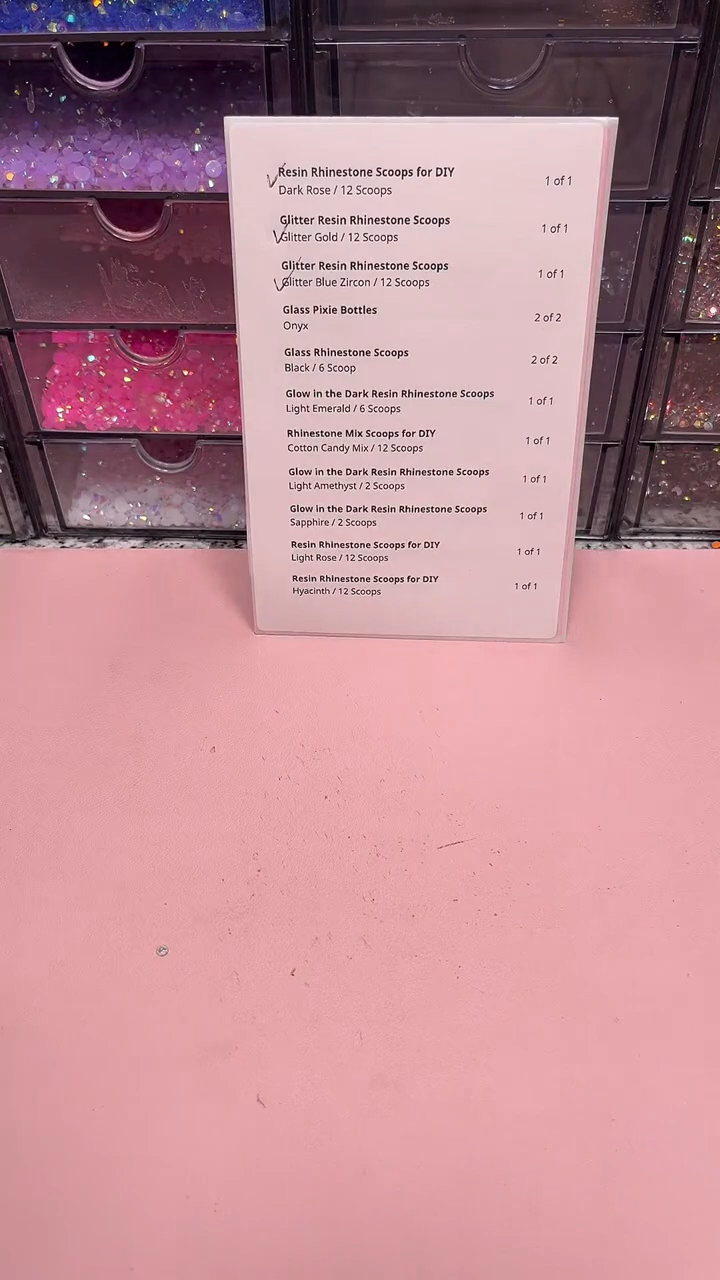 Resin Rhinestone Scoops for DIY 1 of 1
Dark Rose / 12 Scoops
Glitter Resin Rhinestone Scoops 1 of 1
Glitter Gold / 12 Scoops
Glitter Resin Rhinestone Scoops 1 of 1
Glitter Blue Zircon / 12 Scoops
Glass Pixie Bottles 2 of 2
Onyx
Glass Rhinestone Scoops 2 of 2
Black / 6 Scoop
Glow in the Dark Resin Rhinestone Scoops 1 of 1
Light Emerald / 6 Scoops
Rhinestone Mix Scoops for DIY 1 of 1
Cotton Candy Mix / 12 Scoops
Glow in the Dark Resin Rhinestone Scoops 1 of 1
Light Amethyst / 2 Scoops
Glow in the Dark Resin Rhinestone Scoops 1 of 1
Sapphire / 2 Scoops
Resin Rhinestone Scoops for DIY 1 of 1
Light Rose / 12 Scoops
Resin Rhinestone Scoops for DIY 1 of 1
Hyacinth / 12 Scoops